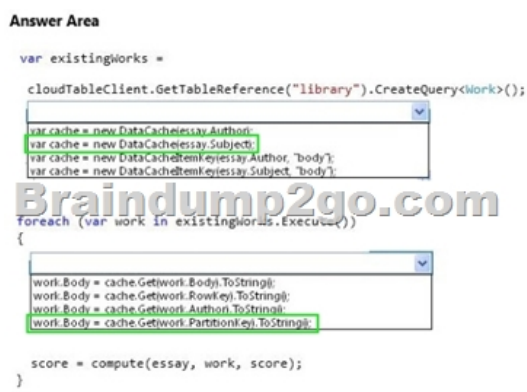 Answer Area
var existingWorks =
cloudTableClient.GetTableReference("library").CreateQuery<Work>();
var cache = new DataCache(essay.Author);
var cache = new DataCache(essay.Subject);
var cache = new DataCacheItemKey(essay.Author, "body");
var cache = new DataCacheItemKey(essay.Subject, "body");
Braindump2go.com
foreach (var work in existingWorks.Execute())
{
work.Body = cache.Get(work.Body).ToString();
work.Body = cache.Get(work.RowKey).ToString();
work.Body = cache.Get(work.Author).ToString();
work.Body = cache.Get(work.PartitionKey).ToString();
score = compute(essay, work, score);
}